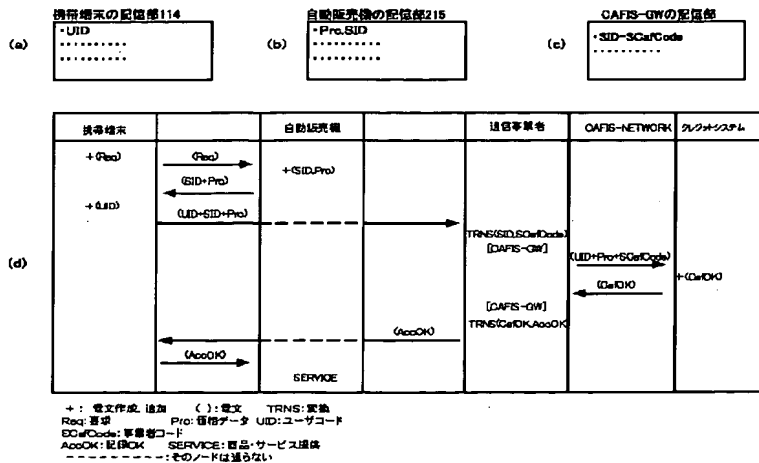 携帯端末の記憶部114
自動販売機の記憶部215
CAFIS-GWの記憶部
(a)
・UID
(b)
・Pro.SID
(c)
・SID-SCafCode
携帯端末
自動販売機
通信事業者
CAFIS-NETWORK
クレジットシステム
+(Req)
(Req)
+(SID,Pro)
(SID+Pro)
+(UID)
(UID+SID+Pro)
TRNS(SID,SCafCode)
[CAFIS-GW]
(d)
(UID+Pro+SCafCode)
+(CafOK)
(CafOK)
[CAFIS-GW]
TRNS(CafOK,AccOK)
(AccOK)
(AccOK)
SERVICE
+ : 電文作成、追加 ( ):電文 TRNS:変換
Req:要求 Pro:価格データ UID:ユーザコード
SCafCode:事業者コード
AccOK:記録OK SERVICE:商品・サービス提供
----------:そのノードは通らない